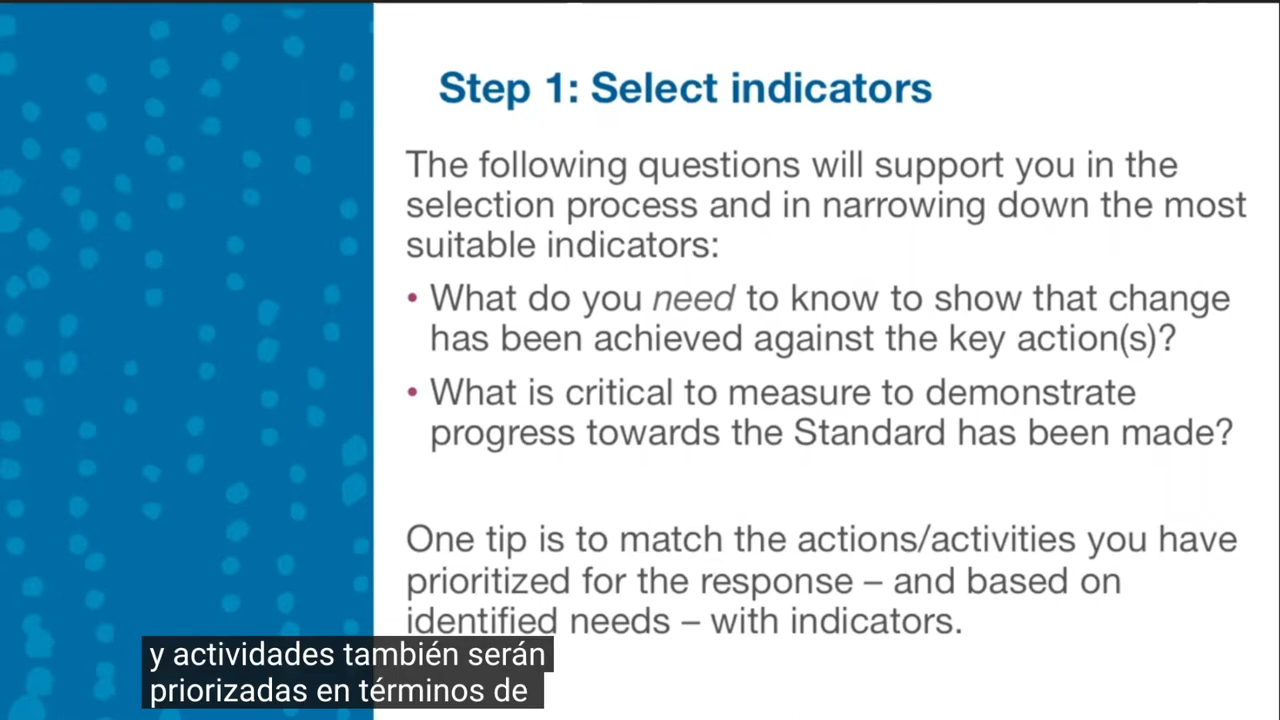 Step 1: Select indicators
The following questions will support you in the
selection process and in narrowing down the most
suitable indicators:
• What do you need to know to show that change
has been achieved against the key action(s)?
• What is critical to measure to demonstrate
progress towards the Standard has been made?
One tip is to match the actions/activities you have
prioritized for the response – and based on
identified needs – with indicators.
y actividades también serán
priorizadas en términos de